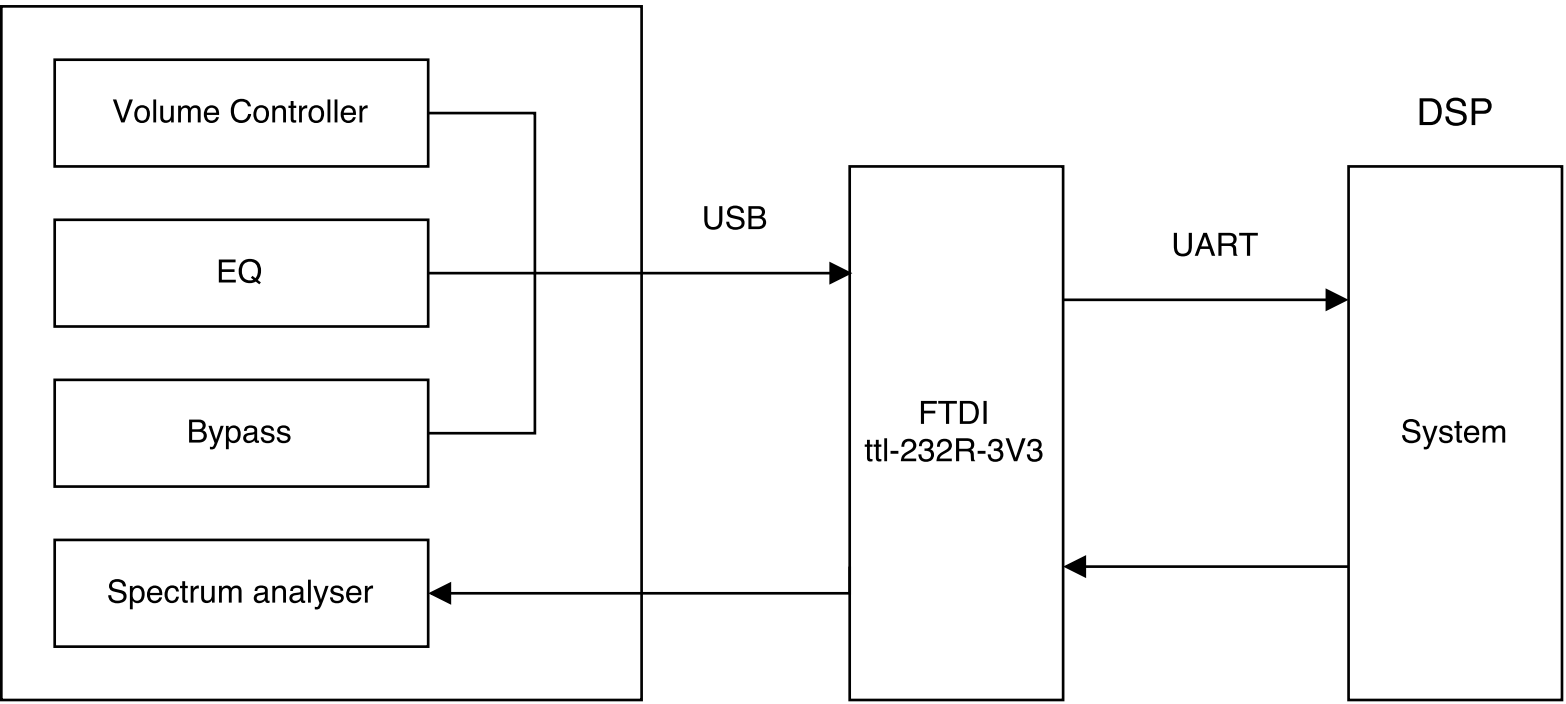 Volume Controller
EQ
Bypass
Spectrum analyser
USB
FTDI
ttl-232R-3V3
UART
DSP
System